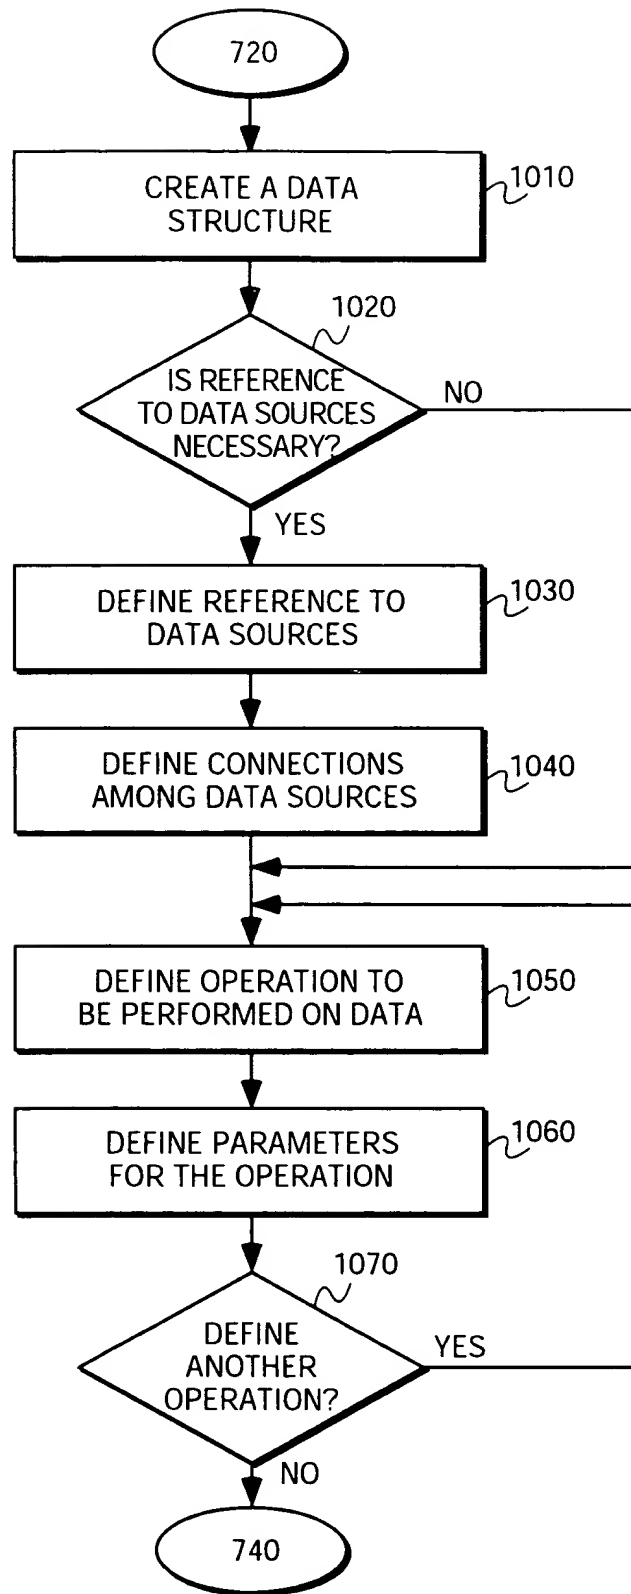 720
CREATE A DATA
STRUCTURE
1010
1020
IS REFERENCE
TO DATA SOURCES
NECESSARY?
NO
YES
DEFINE REFERENCE TO
DATA SOURCES
1030
DEFINE CONNECTIONS
AMONG DATA SOURCES
1040
DEFINE OPERATION TO
BE PERFORMED ON DATA
1050
DEFINE PARAMETERS
FOR THE OPERATION
1060
1070
DEFINE
ANOTHER
OPERATION?
YES
NO
740